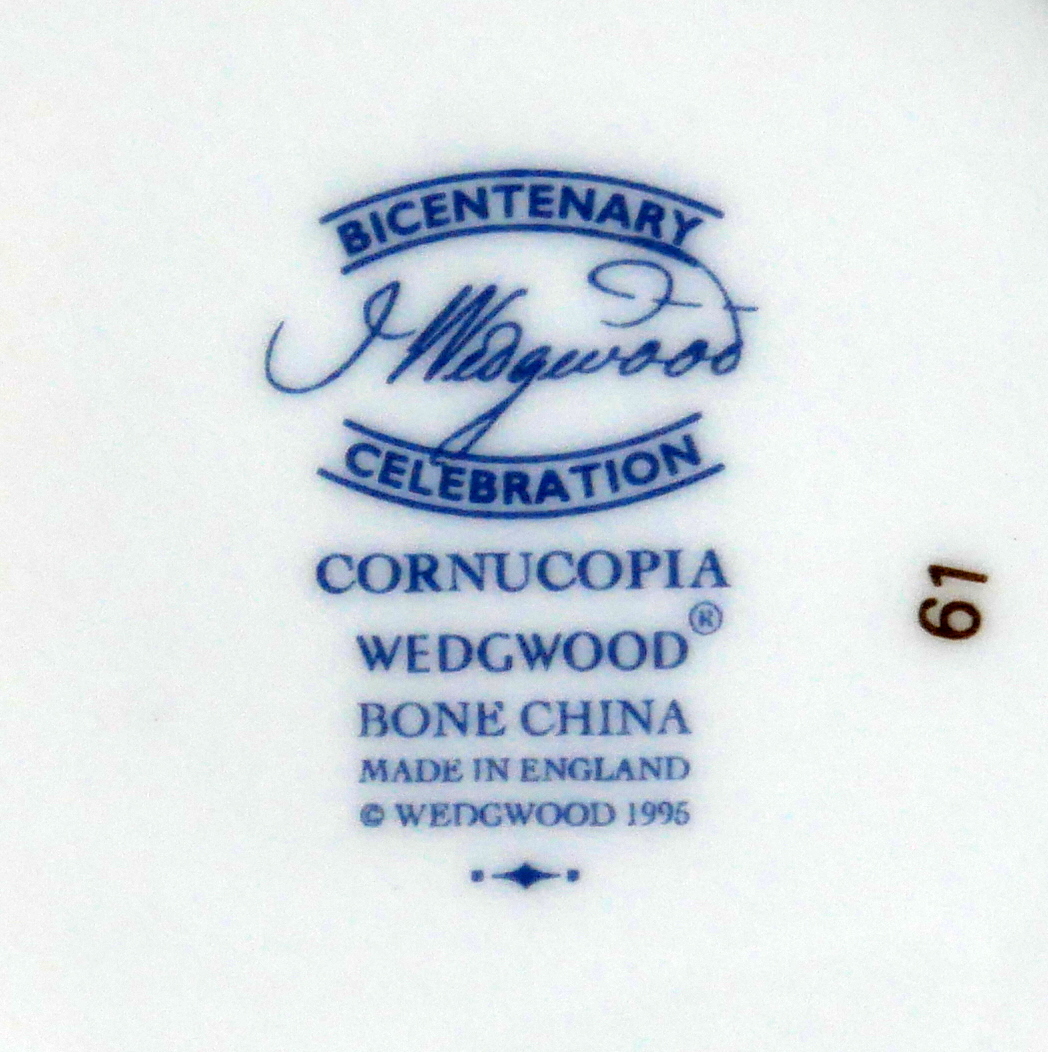 BICENTENARY
J Wedgwood
CELEBRATION
CORNUCOPIA
WEDGWOOD®
BONE CHINA
MADE IN ENGLAND
© WEDGWOOD 1995
61